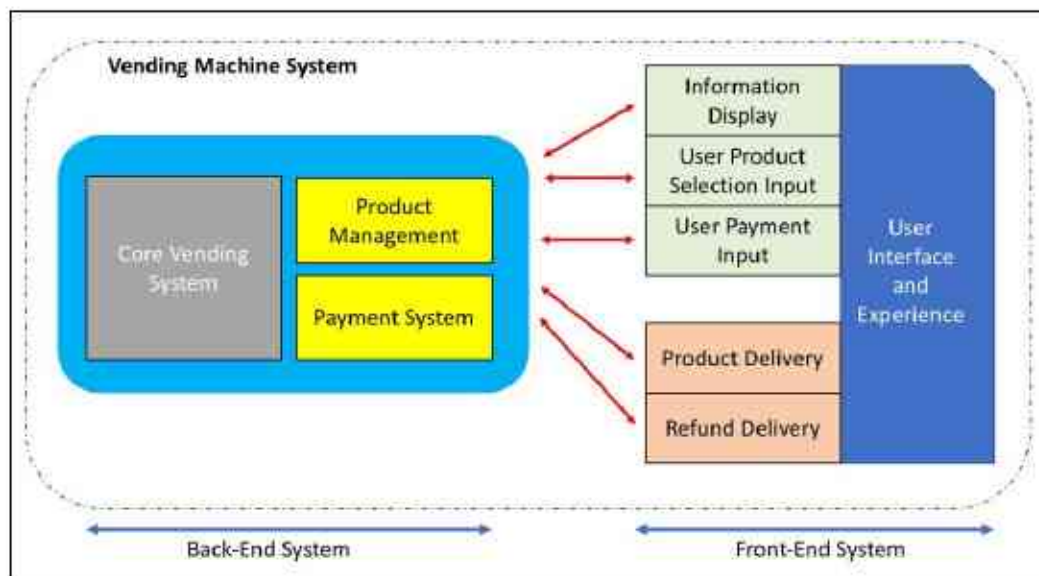 Vending Machine System
Core Vending
System
Product
Management
Payment System
Information
Display
User Product
Selection Input
User Payment
Input
Product Delivery
Refund Delivery
User
Interface
and
Experience
Back-End System
Front-End System